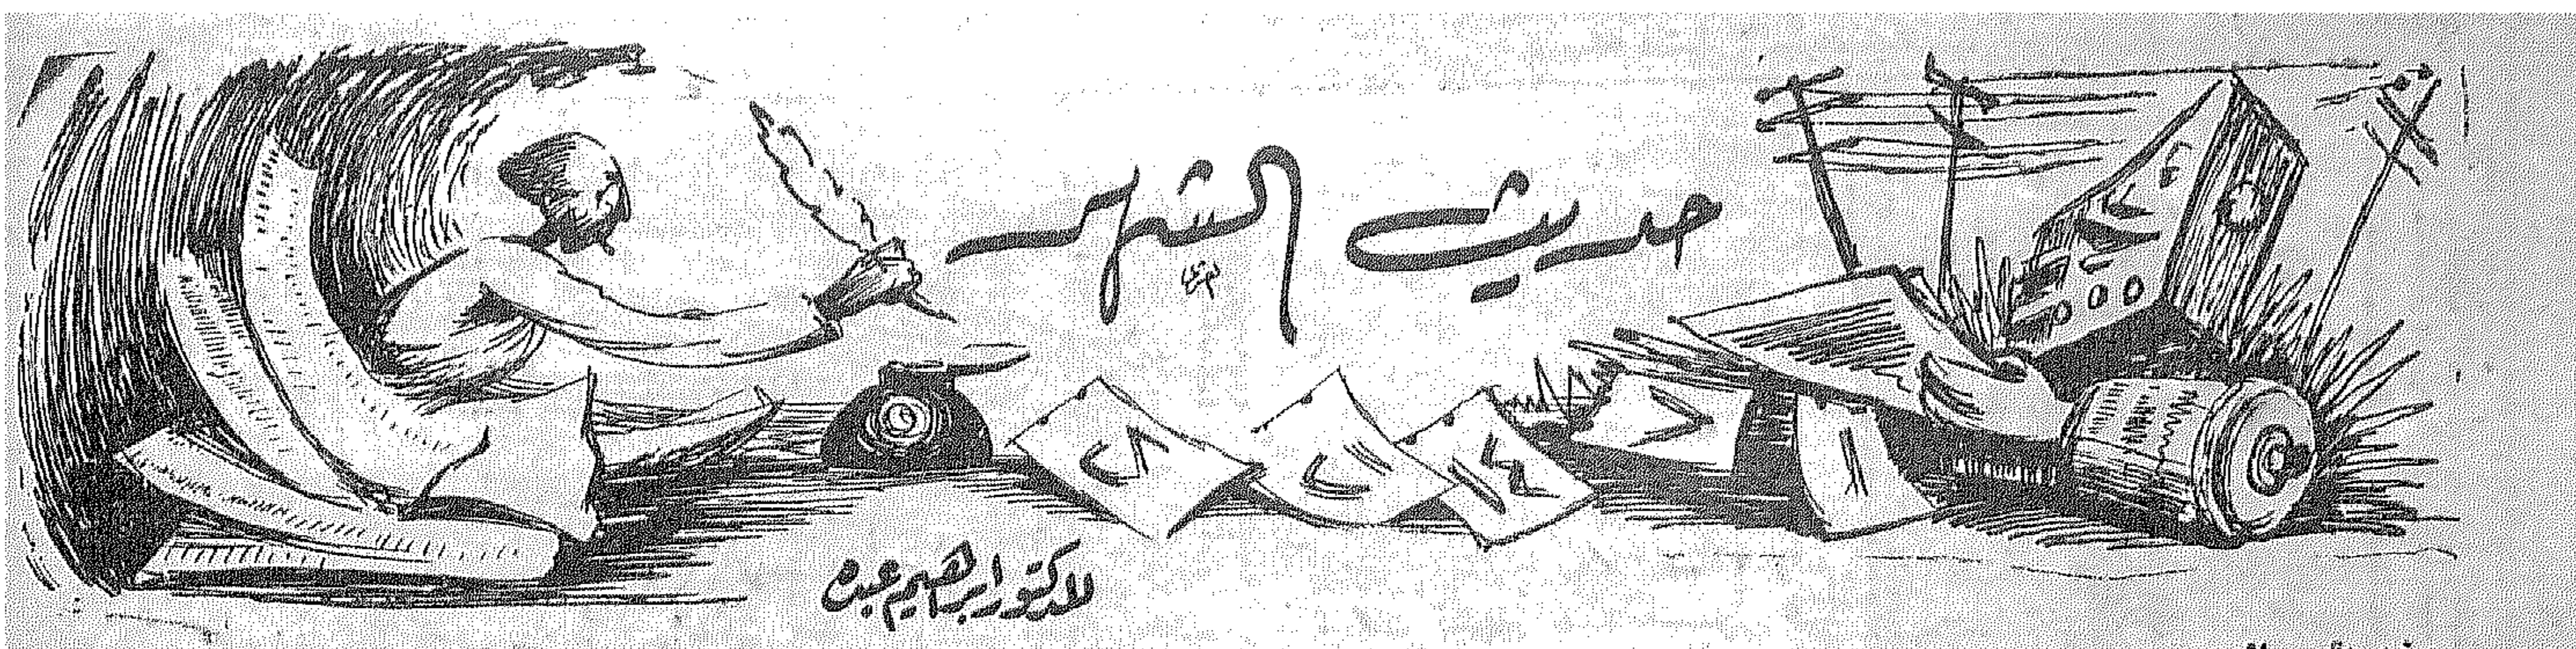 حديث الشهر
للدكتور ابراهيم عبده